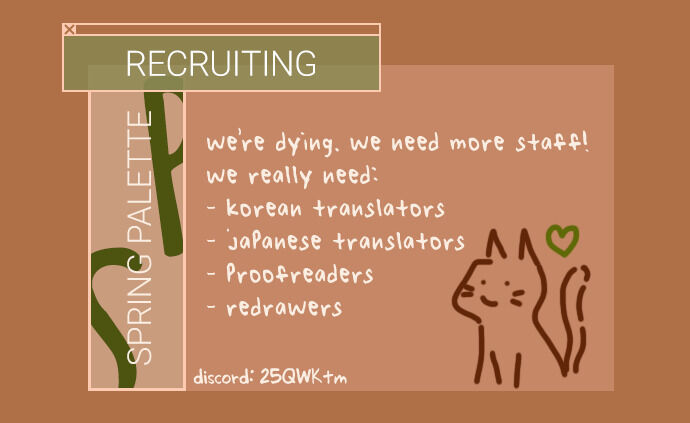 RECRUITING
SPRING PALETTE
S P
we're dying. we need more staff!
we really need:
- korean translators
- japanese translators
- Proofreaders
- redrawers
discord: 25QWKtm